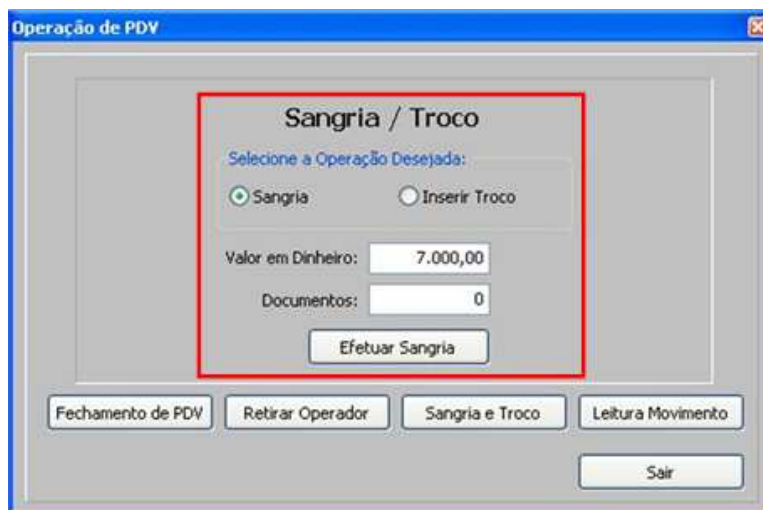 Operação de PDV
Sangria / Troco
Selecione a Operação Desejada:
Sangria
Inserir Troco
Valor em Dinheiro: 7.000,00
Documentos: 0
Efetuar Sangria
Fechamento de PDV
Retirar Operador
Sangria e Troco
Leitura Movimento
Sair